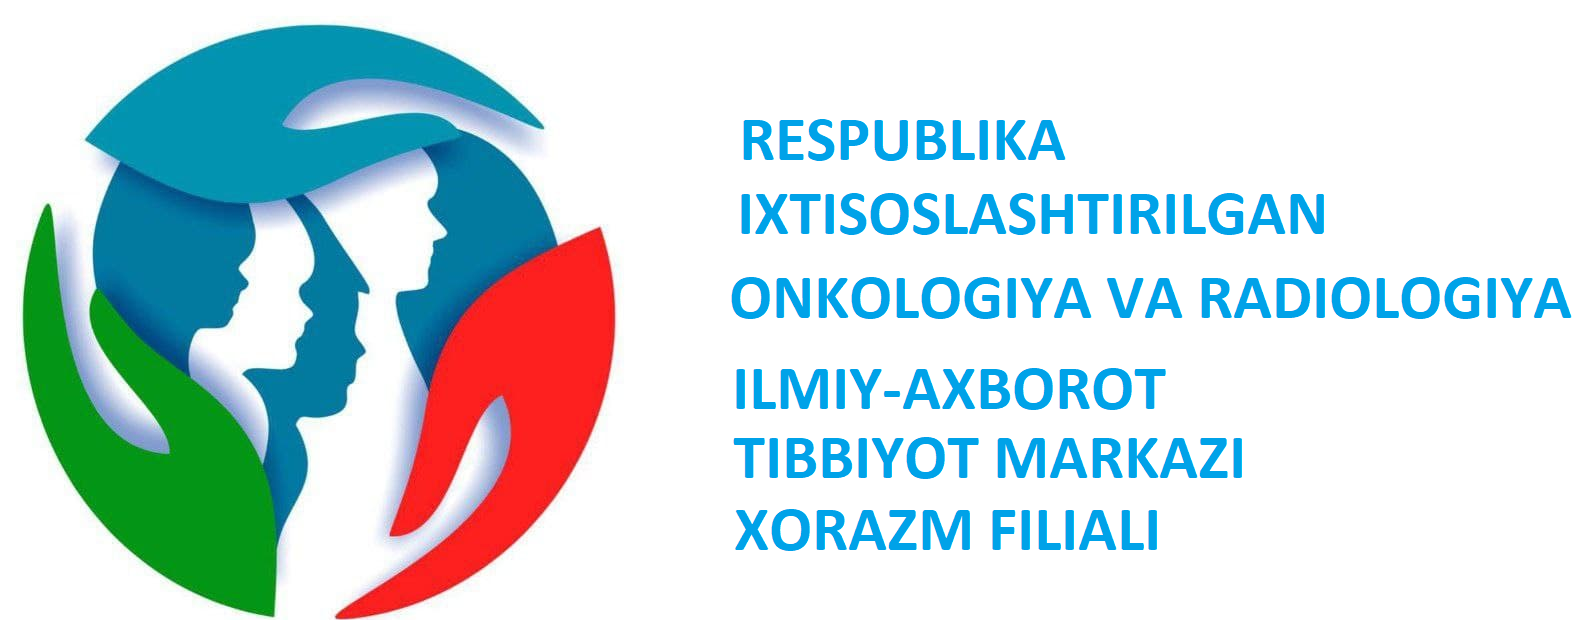 RESPUBLIKA
IXTISOSLASHTIRILGAN
ONKOLOGIYA VA RADIOLOGIYA
ILMIY-AXBOROT
TIBBIYOT MARKAZI
XORAZM FILIALI